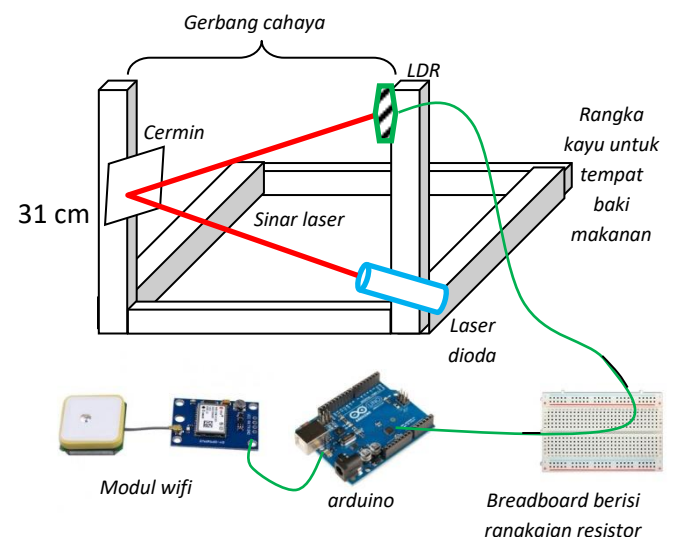 Gerbang cahaya
LDR
Cermin
Rangka
kayu untuk
tempat
baki
makanan
31 cm
Sinar laser
Laser
dioda
Modul wifi
arduino
Breadboard berisi
rangkaian resistor